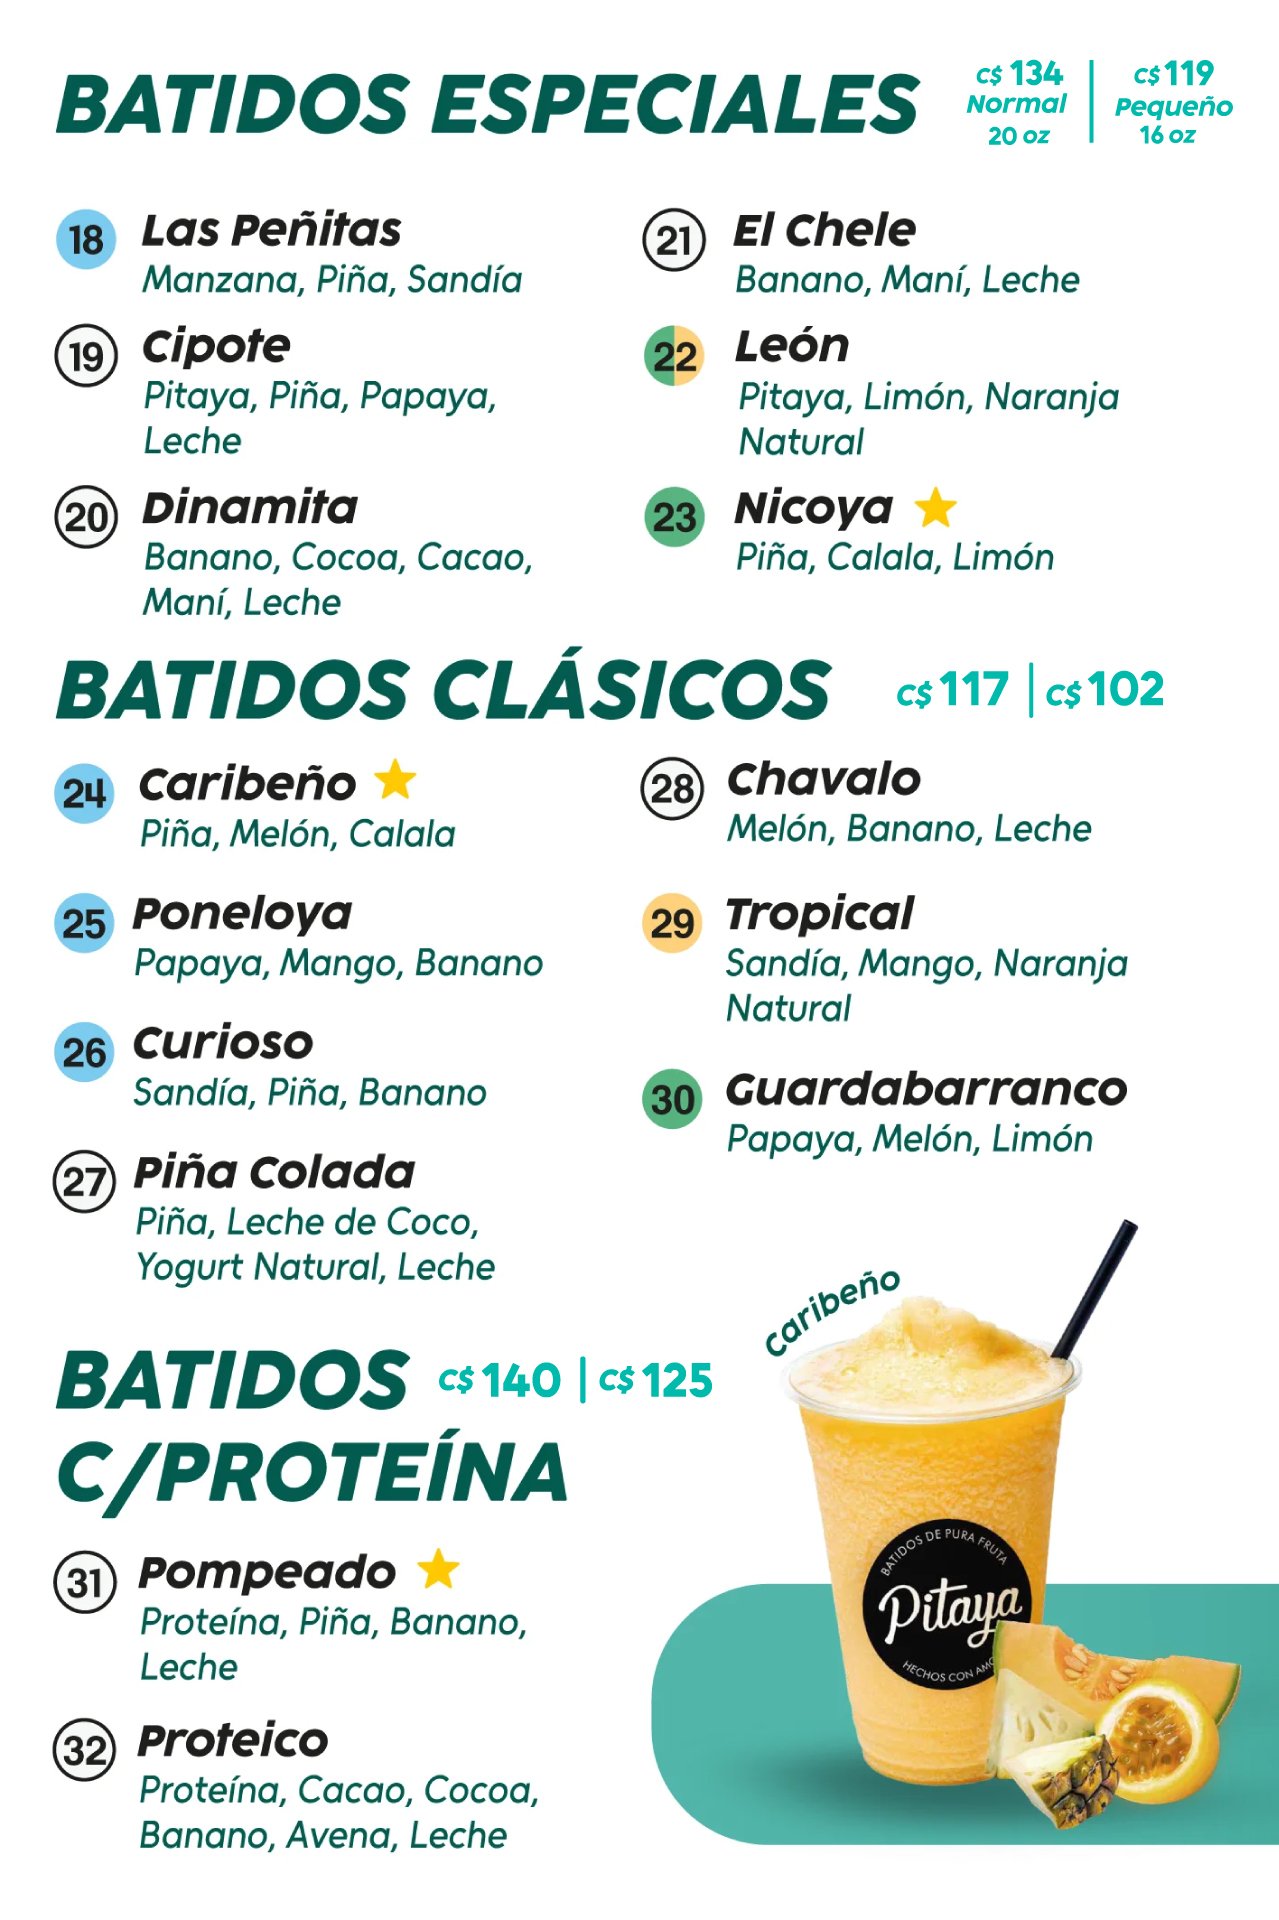 BATIDOS ESPECIALES
C$ 134
Normal
20 oz
C$ 119
Pequeño
16 oz
18 Las Peñitas
Manzana, Piña, Sandía
19 Cipote
Pitaya, Piña, Papaya,
Leche
20 Dinamita
Banano, Cocoa, Cacao,
Maní, Leche
21 El Chele
Banano, Maní, Leche
22 León
Pitaya, Limón, Naranja
Natural
23 Nicoya
Piña, Calala, Limón
BATIDOS CLÁSICOS
C$ 117 | C$ 102
24 Caribeño
Piña, Melón, Calala
25 Poneloya
Papaya, Mango, Banano
26 Curioso
Sandía, Piña, Banano
27 Piña Colada
Piña, Leche de Coco,
Yogurt Natural, Leche
28 Chavalo
Melón, Banano, Leche
29 Tropical
Sandía, Mango, Naranja
Natural
30 Guardabarranco
Papaya, Melón, Limón
BATIDOS
C/PROTEÍNA
C$ 140 | C$ 125
31 Pompeado
Proteína, Piña, Banano,
Leche
32 Proteico
Proteína, Cacao, Cocoa,
Banano, Avena, Leche
caribeño
BATIDOS DE PURA FRUTA
Pitaya
HECHOS CON